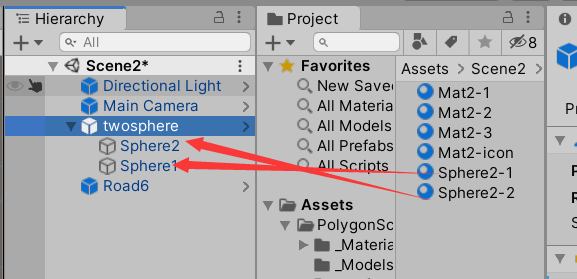 Hierarchy
All
Scene2*
Directional Light
Main Camera
twosphere
Sphere2
Sphere1
Road6
Project
8
Favorites
New Save
All Materia
All Models
All Prefabs
All Scripts
Assets
PolygonSc
_Materia
_Models
Assets > Scene2
Mat2-1
Mat2-2
Mat2-3
Mat2-icon
Sphere2-1
Sphere2-2